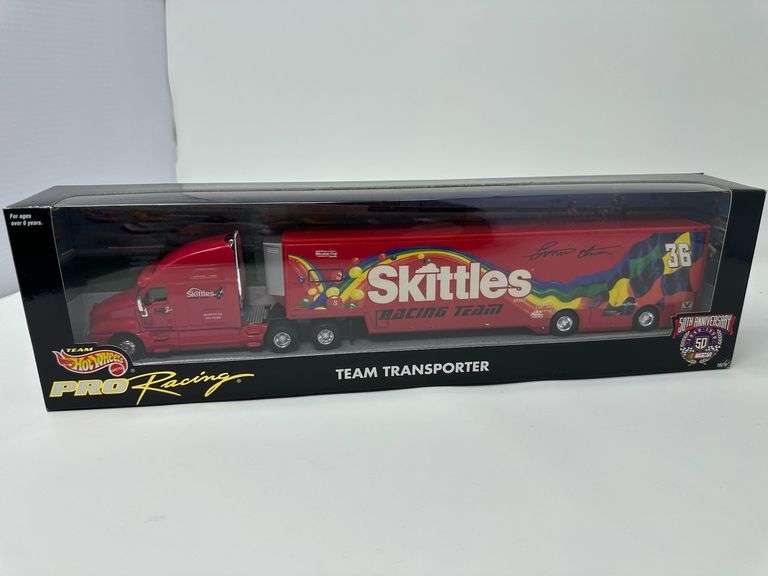 For ages
over 8 years.
Skittles
Skittles
RACING TEAM
36
TEAM
Hot Wheels
PRO Racing
TEAM TRANSPORTER
50TH ANNIVERSARY
50
NASCAR